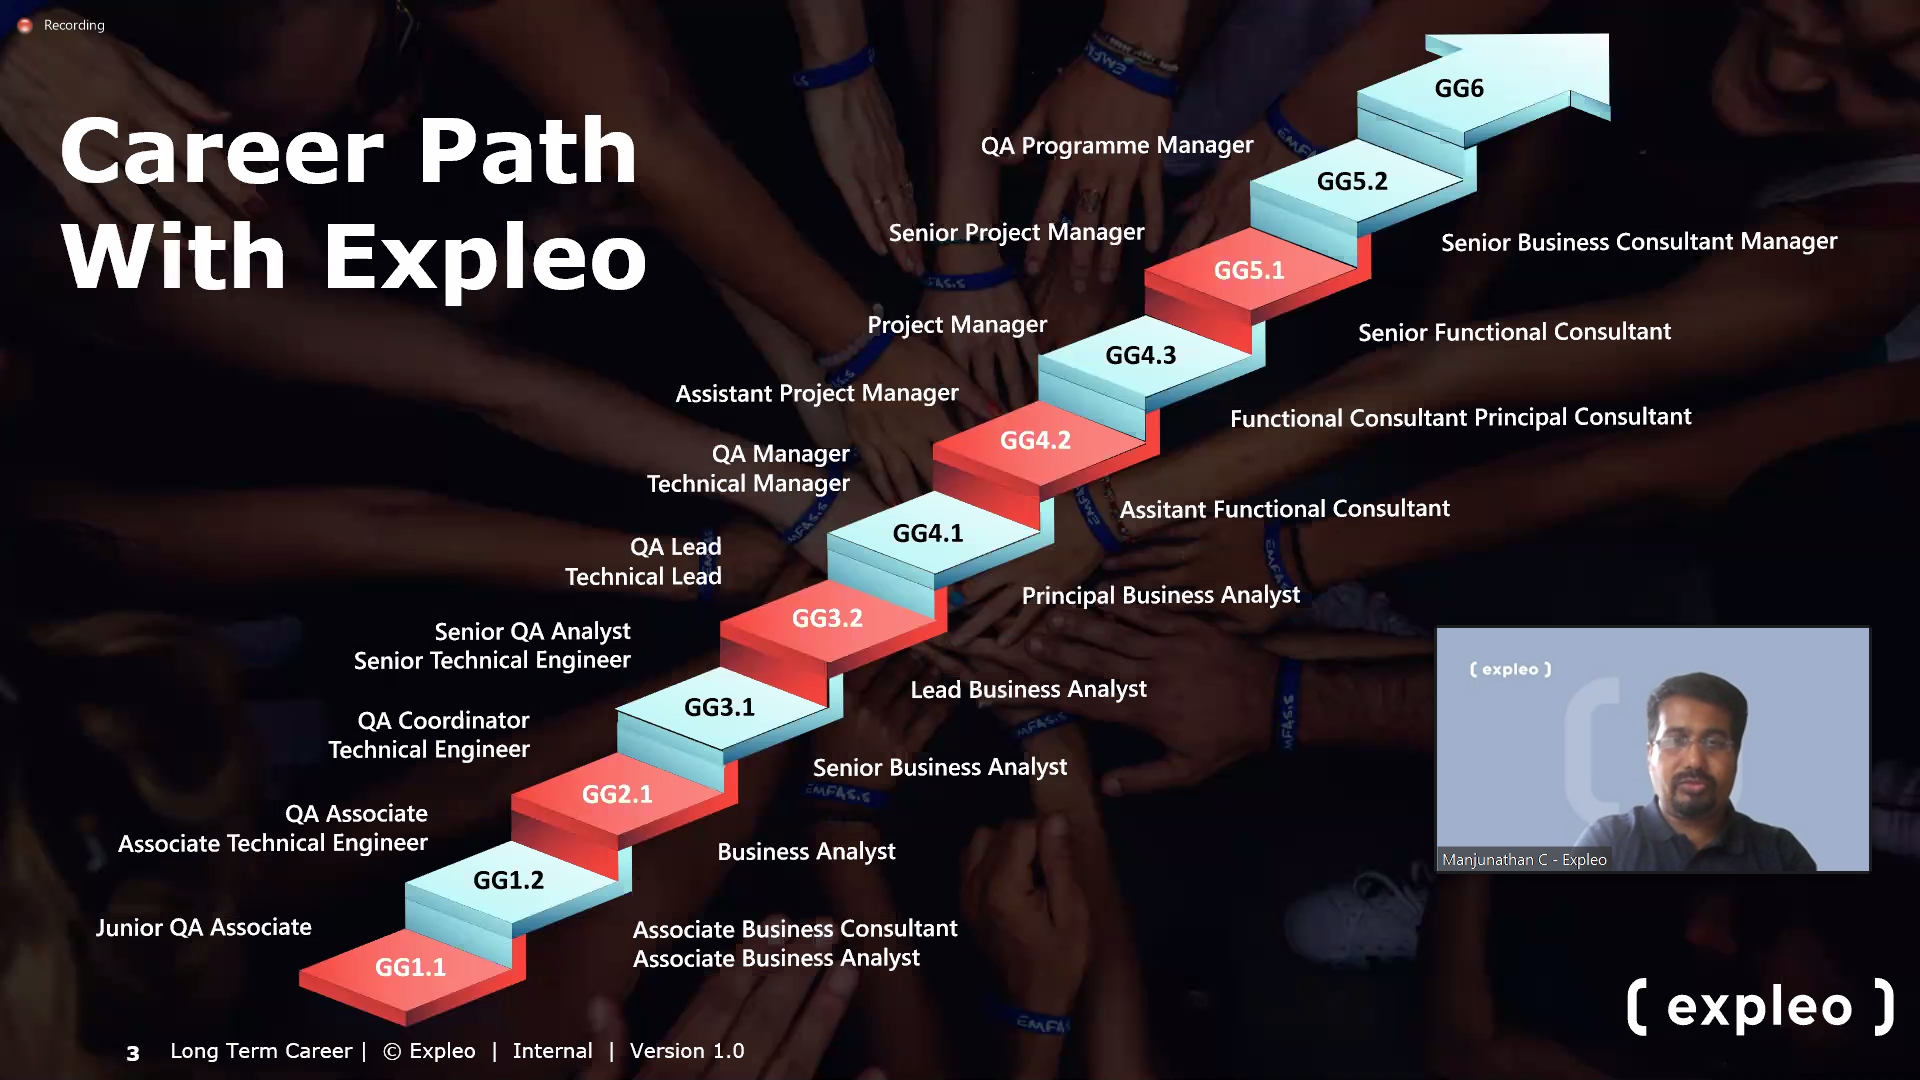 Recording
Career Path
With Expleo
GG6
QA Programme Manager
GG5.2
Senior Project Manager
Senior Business Consultant Manager
GG5.1
Project Manager
Senior Functional Consultant
GG4.3
Assistant Project Manager
Functional Consultant Principal Consultant
GG4.2
QA Manager
Technical Manager
Assitant Functional Consultant
GG4.1
QA Lead
Technical Lead
Principal Business Analyst
GG3.2
Senior QA Analyst
Senior Technical Engineer
Lead Business Analyst
GG3.1
QA Coordinator
Technical Engineer
Senior Business Analyst
GG2.1
QA Associate
Associate Technical Engineer
Business Analyst
GG1.2
Junior QA Associate
Associate Business Consultant
Associate Business Analyst
GG1.1
( expleo )
Manjunathan C - Expleo
( expleo )
3 Long Term Career | © Expleo | Internal | Version 1.0
EMFA5.5